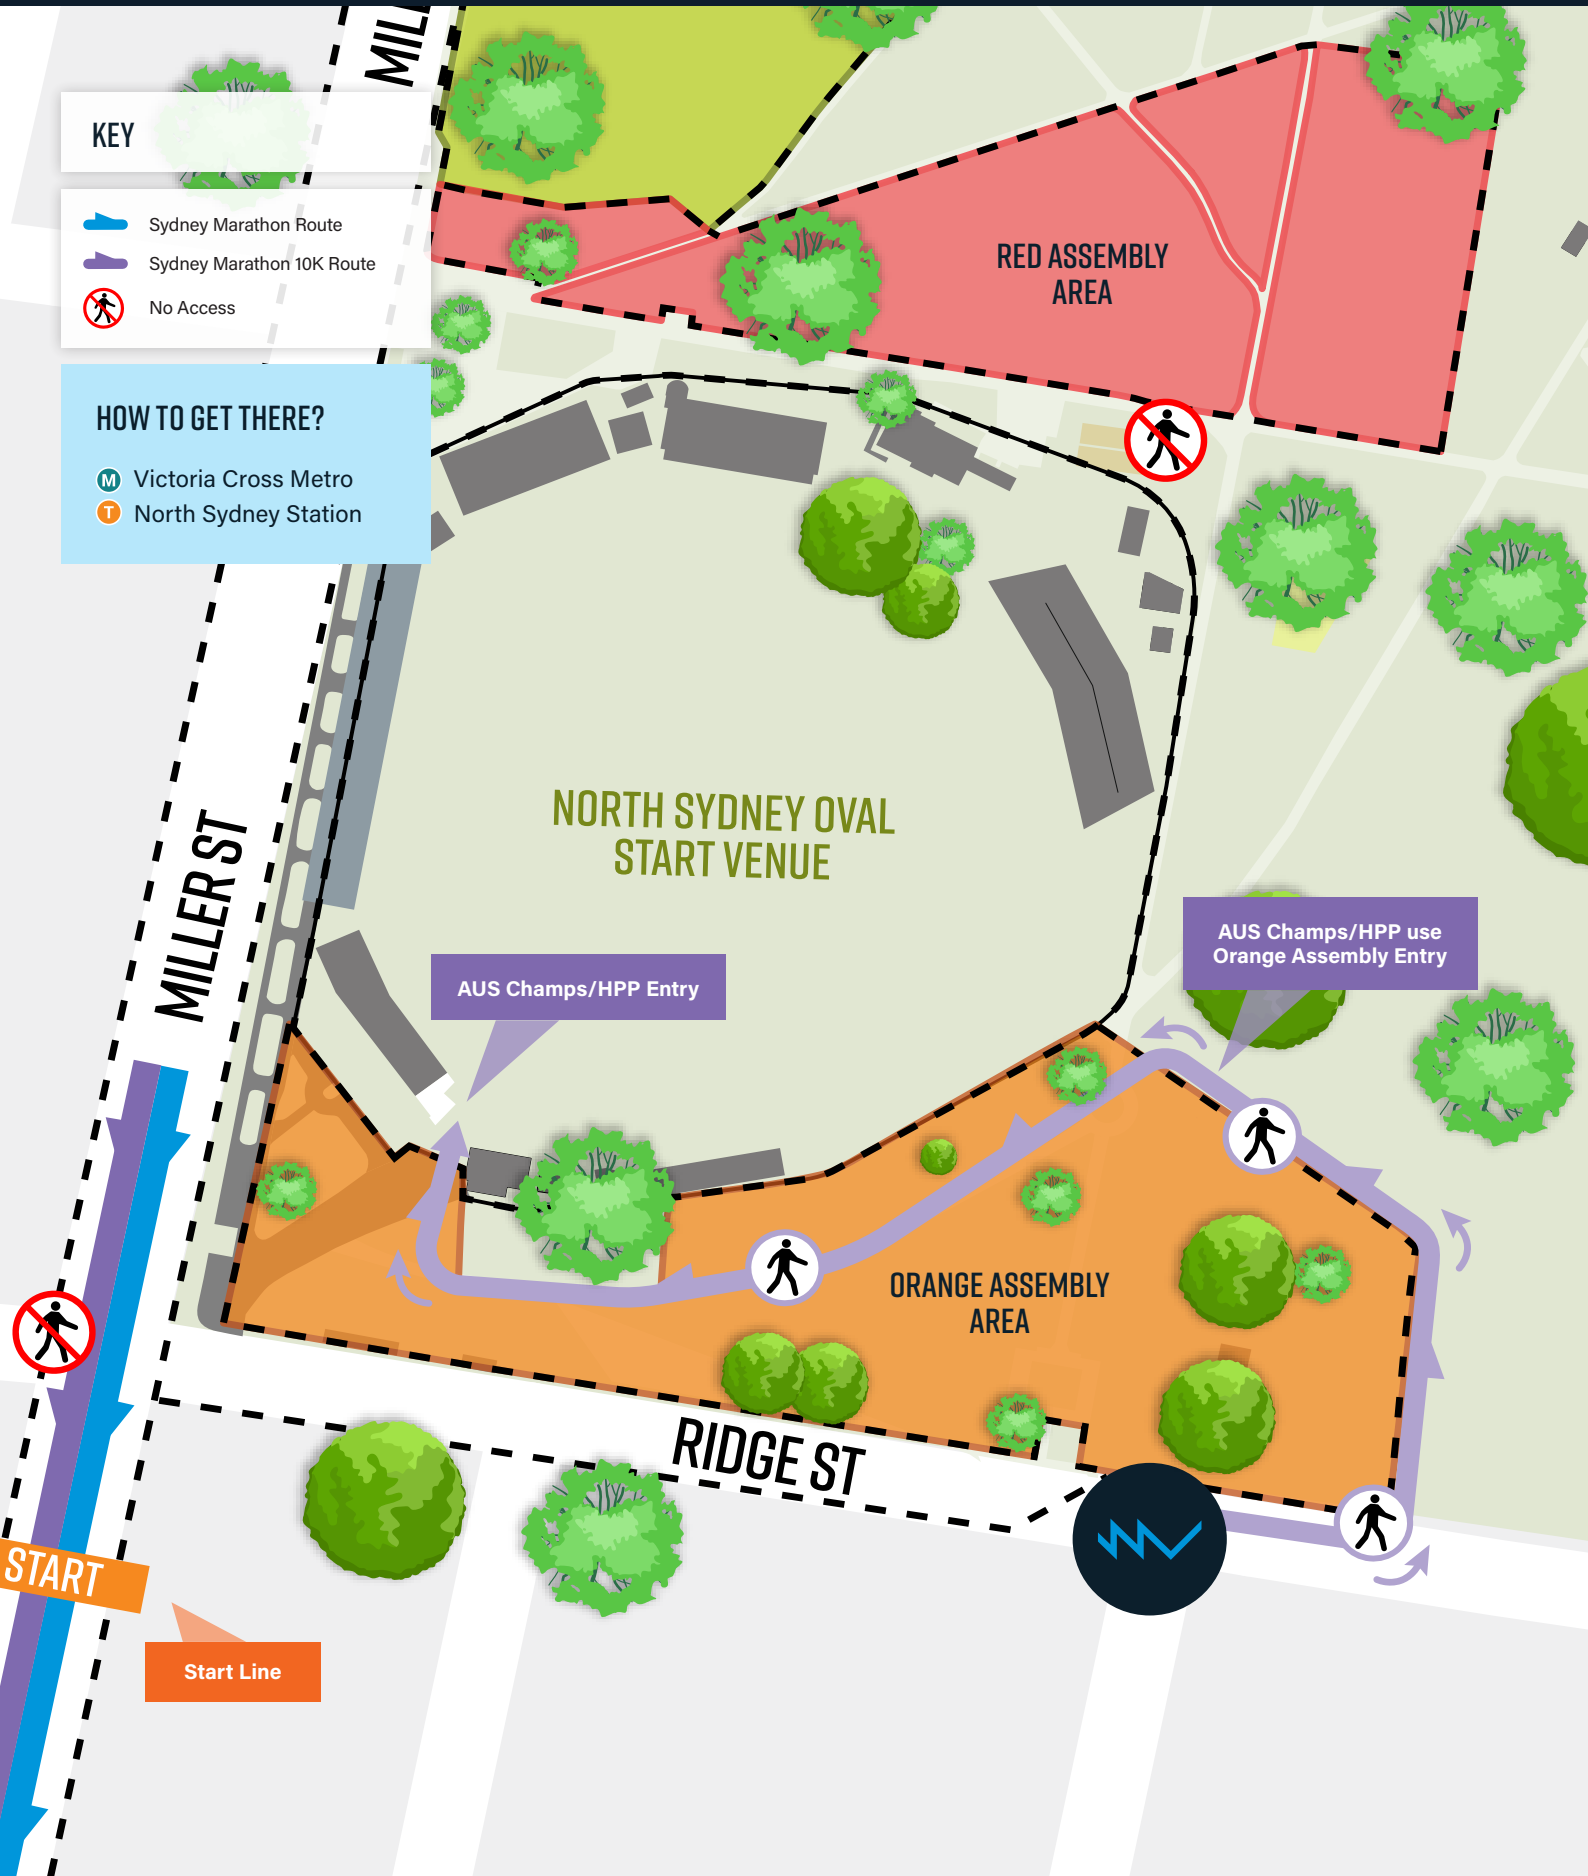 MILL
KEY
Sydney Marathon Route
Sydney Marathon 10K Route
No Access
HOW TO GET THERE?
M Victoria Cross Metro
T North Sydney Station
RED ASSEMBLY
AREA
NORTH SYDNEY OVAL
START VENUE
MILLER ST
AUS Champs/HPP use
Orange Assembly Entry
AUS Champs/HPP Entry
ORANGE ASSEMBLY
AREA
RIDGE ST
START
Start Line